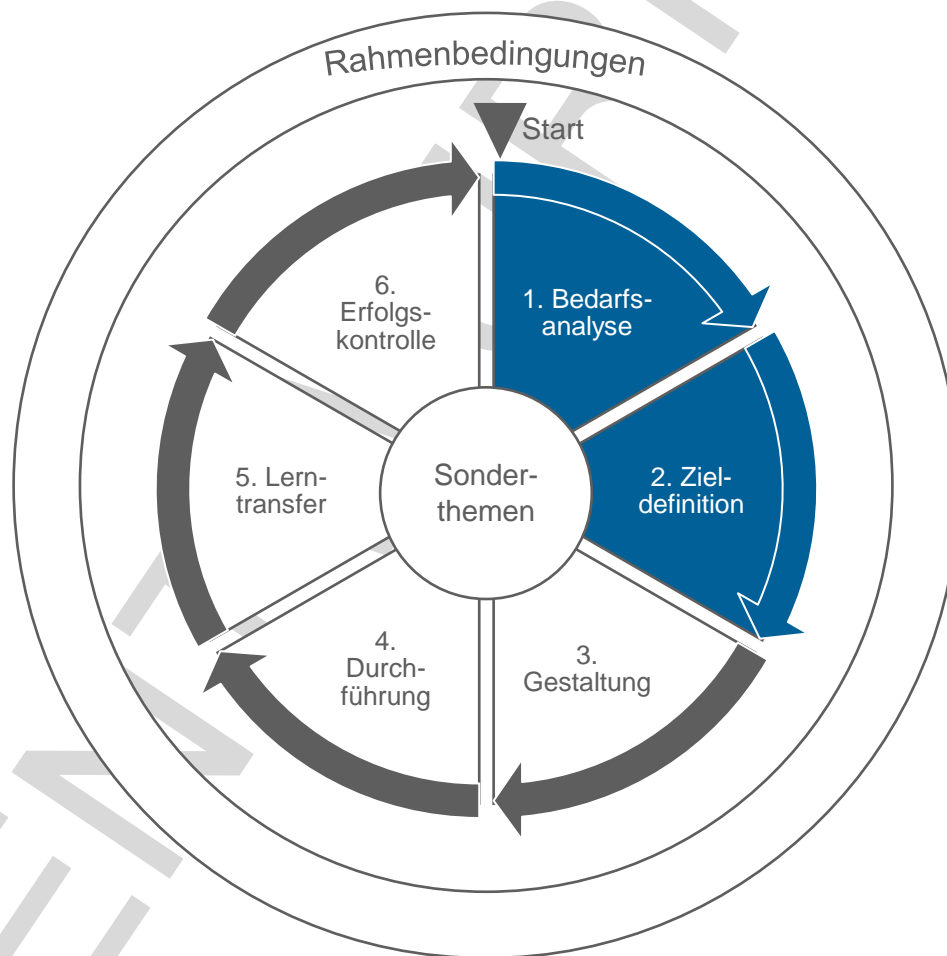 Rahmenbedingungen
Start
1. Bedarfs-
analyse
2. Ziel-
definition
3.
Gestaltung
4.
Durch-
führung
5. Lern-
transfer
6.
Erfolgs-
kontrolle
Sonder-
themen